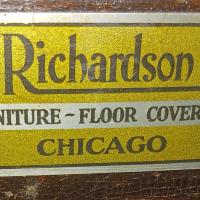 Richardson
NITURE ~ FLOOR COVER
CHICAGO